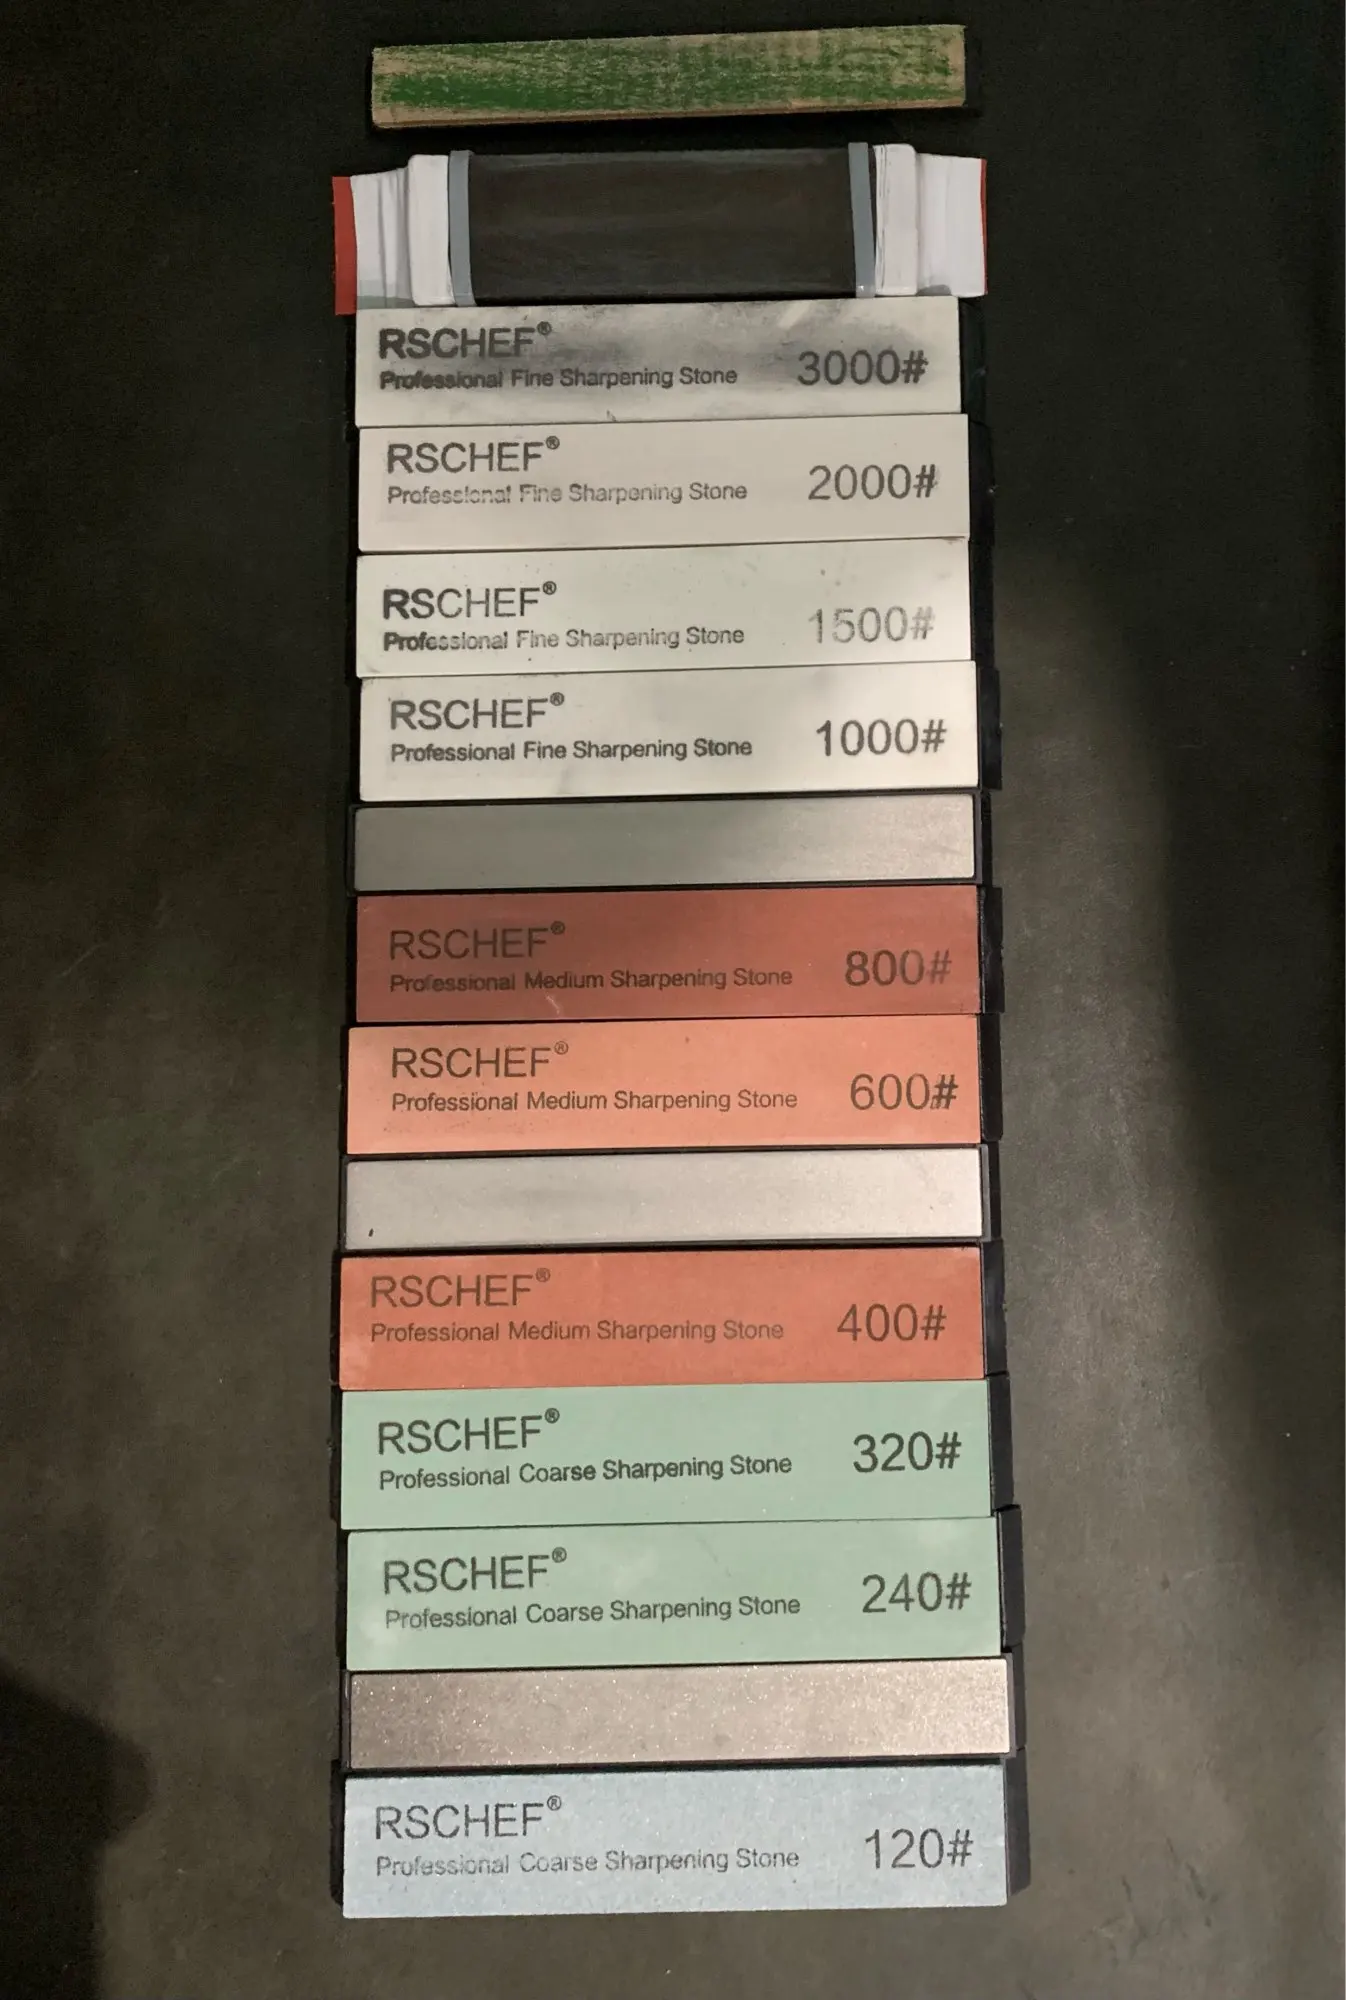 RSCHEF®
Professional Fine Sharpening Stone
3000#
RSCHEF®
Professional Fine Sharpening Stone
2000#
RSCHEF®
Professional Fine Sharpening Stone
1500#
RSCHEF®
Professional Fine Sharpening Stone
1000#
RSCHEF®
Professional Medium Sharpening Stone
800#
RSCHEF®
Professional Medium Sharpening Stone
600#
RSCHEF®
Professional Medium Sharpening Stone
400#
RSCHEF®
Professional Coarse Sharpening Stone
320#
RSCHEF®
Professional Coarse Sharpening Stone
240#
RSCHEF®
Professional Coarse Sharpening Stone
120#